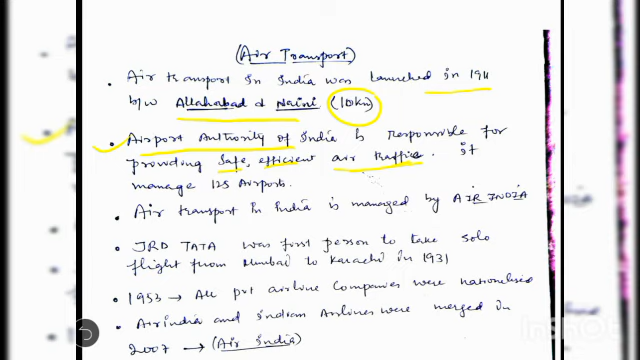 (Air Transport)
• Air transport in India was launched in 1911
b/w Allahabad & Naini (10km)
• Airport Authority of India is responsible for
providing safe, efficient air traffic. it
manage 125 Airports.
• Air transport in India is managed by AIR INDIA
• JRD TATA was first person to take solo
flight from Mumbai to Karachi in 1931
• 1953 → All pvt airline Companies were nationalised
• Airindia and Indian Airlines were merged in
2007 → (Air India)